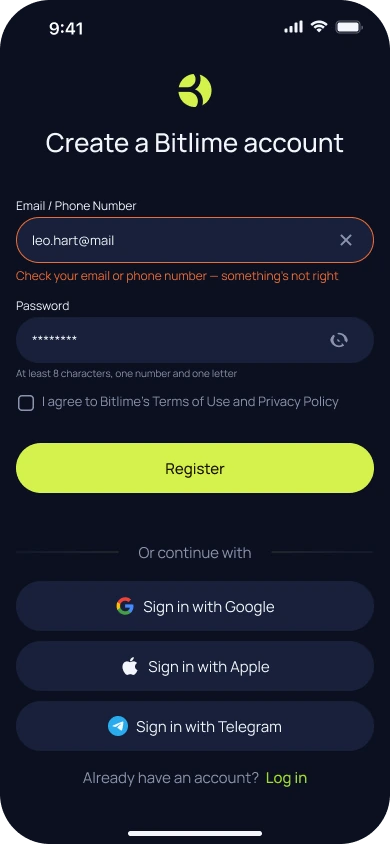 9:41
Create a Bitlime account
Email / Phone Number
leo.hart@mail
Check your email or phone number — something's not right
Password
********
At least 8 characters, one number and one letter
I agree to Bitlime's Terms of Use and Privacy Policy
Register
Or continue with
Sign in with Google
Sign in with Apple
Sign in with Telegram
Already have an account? Log in